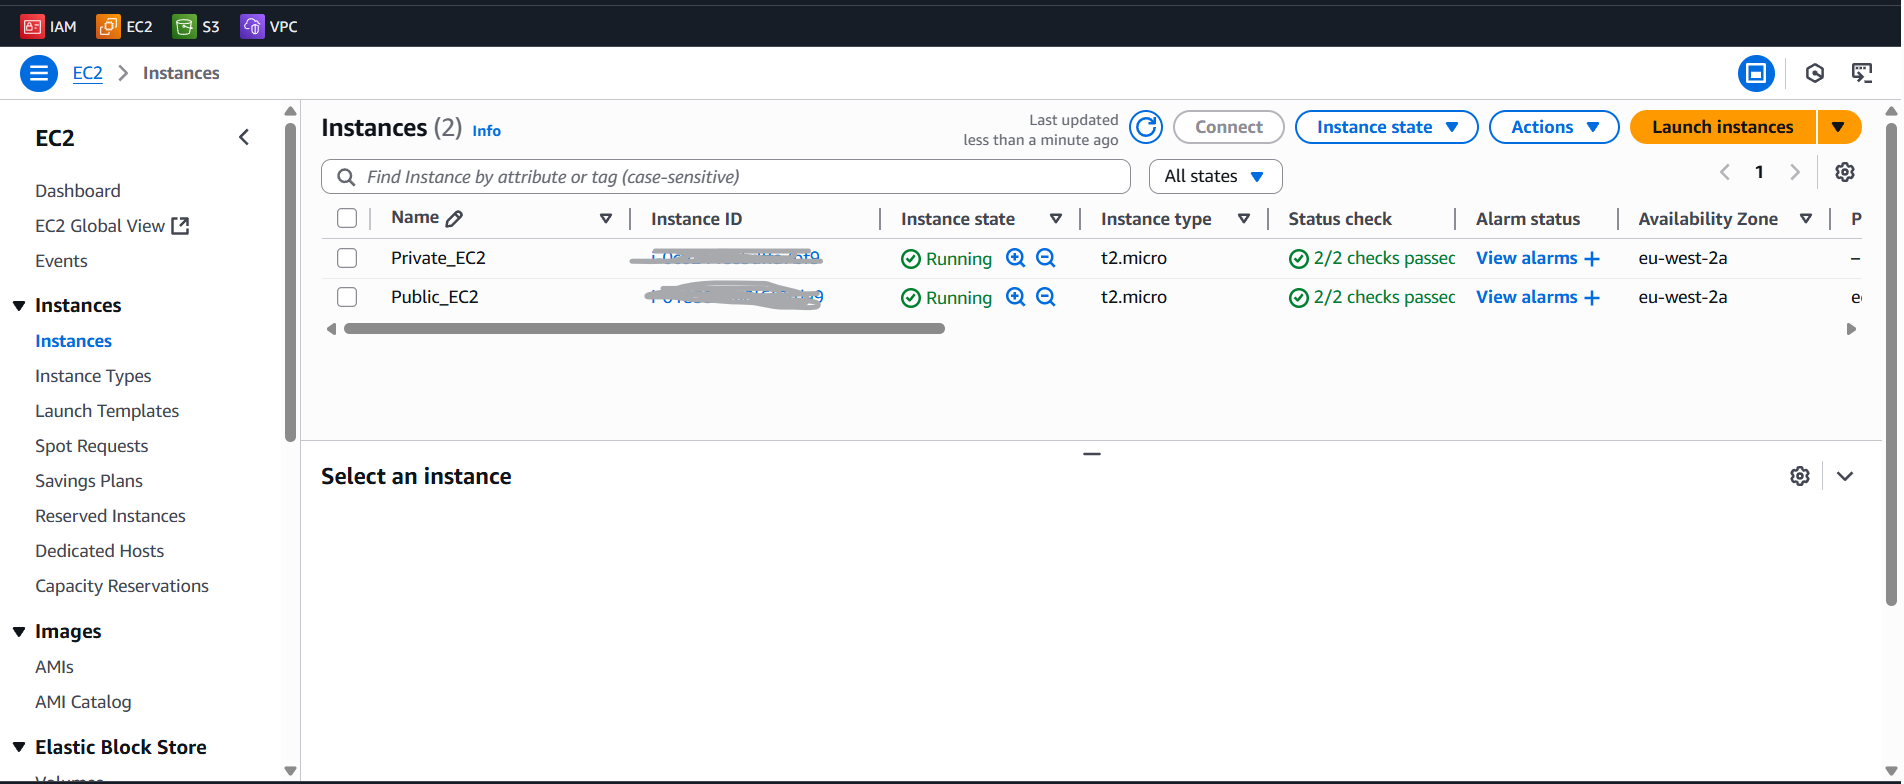 IAM EC2 S3 VPC
EC2 Instances
EC2
Dashboard
EC2 Global View
Events
Instances
Instances
Instance Types
Launch Templates
Spot Requests
Savings Plans
Reserved Instances
Dedicated Hosts
Capacity Reservations
Images
AMIs
AMI Catalog
Elastic Block Store
Instances (2) Info
Last updated
less than a minute ago
Connect Instance state Actions Launch instances
Find Instance by attribute or tag (case-sensitive) All states 1
Name Instance ID Instance state Instance type Status check Alarm status Availability Zone P
Private_EC2 Running t2.micro 2/2 checks passed View alarms + eu-west-2a –
Public_EC2 Running t2.micro 2/2 checks passed View alarms + eu-west-2a
Select an instance